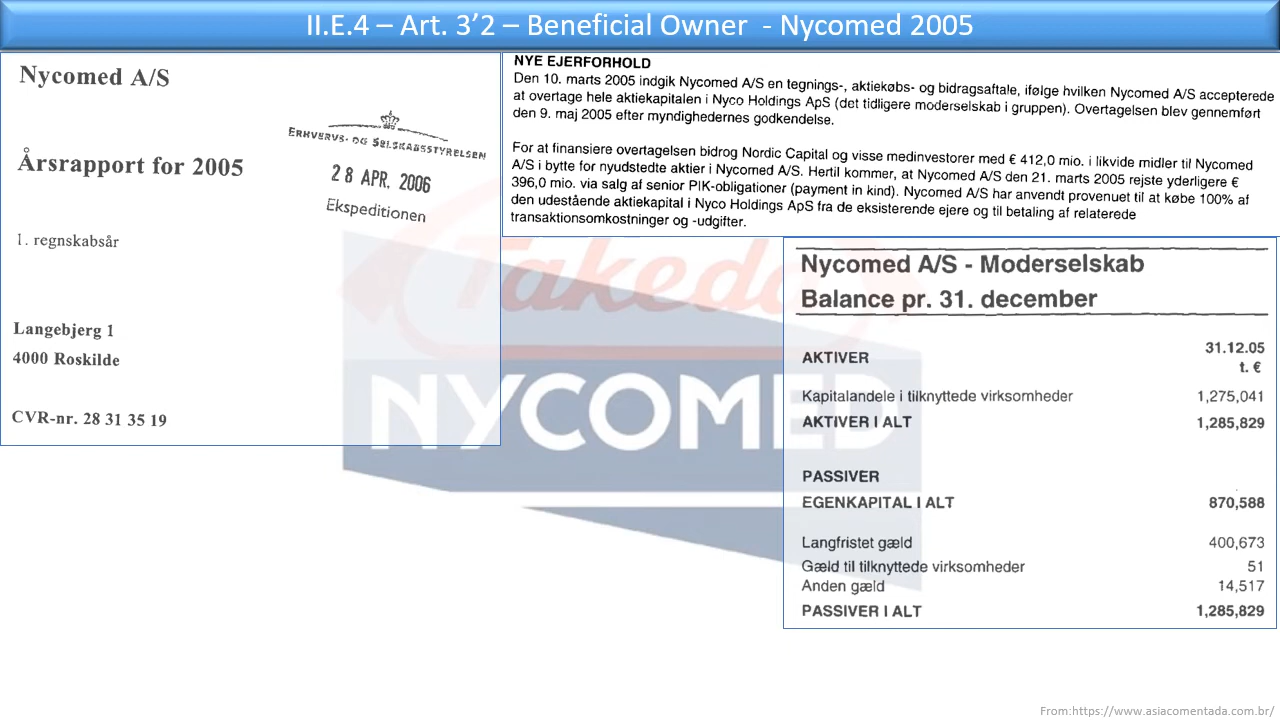 II.E.4 – Art. 3’2 – Beneficial Owner - Nycomed 2005
Nycomed A/S
ERHVERVS- OG SELSKABSSTYRELSEN
Årsrapport for 2005
28 APR. 2006
Ekspeditionen
1. regnskabsår
Langebjerg 1
4000 Roskilde
CVR-nr. 28 31 35 19
NYE EJERFORHOLD
Den 10. marts 2005 indgik Nycomed A/S en tegnings-, aktiekøbs- og bidragsaftale, ifølge hvilken Nycomed A/S accepterede
at overtage hele aktiekapitalen i Nyco Holdings ApS (det tidligere moderselskab i gruppen). Overtagelsen blev gennemført
den 9. maj 2005 efter myndighedernes godkendelse.
For at finansiere overtagelsen bidrog Nordic Capital og visse medinvestorer med € 412,0 mio. i likvide midler til Nycomed
A/S i bytte for nyudstedte aktier i Nycomed A/S. Hertil kommer, at Nycomed A/S den 21. marts 2005 rejste yderligere €
396,0 mio. via salg af senior PIK-obligationer (payment in kind). Nycomed A/S har anvendt provenuet til at købe 100% af
den udestående aktiekapital i Nyco Holdings ApS fra de eksisterende ejere og til betaling af relaterede
transaktionsomkostninger og -udgifter.
Takeda
NYCOMED
Nycomed A/S - Moderselskab
Balance pr. 31. december
31.12.05
AKTIVER
t. €
Kapitalandele i tilknyttede virksomheder 1,275,041
AKTIVER I ALT 1,285,829
PASSIVER
EGENKAPITAL I ALT 870,588
Langfristet gæld 400,673
Gæld til tilknyttede virksomheder 51
Anden gæld 14,517
PASSIVER I ALT 1,285,829
From:https://www.asiacomentada.com.br/